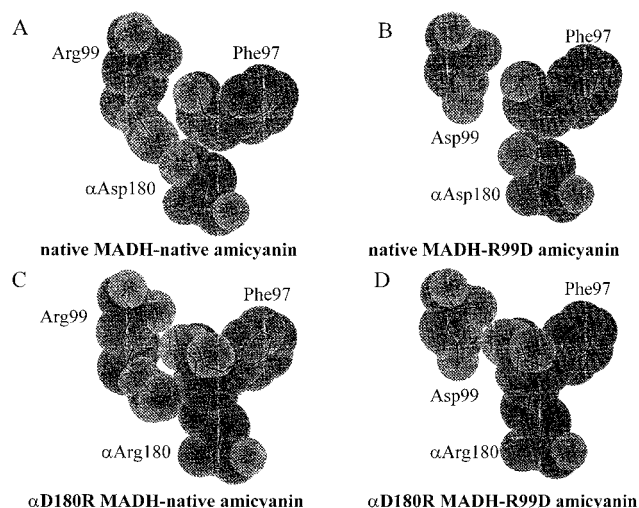 A
B
Arg99
Phe97
Phe97
Asp99
αAsp180
αAsp180
native MADH-native amicyanin
native MADH-R99D amicyanin
C
D
Arg99
Phe97
Phe97
Asp99
αArg180
αArg180
αD180R MADH-native amicyanin
αD180R MADH-R99D amicyanin